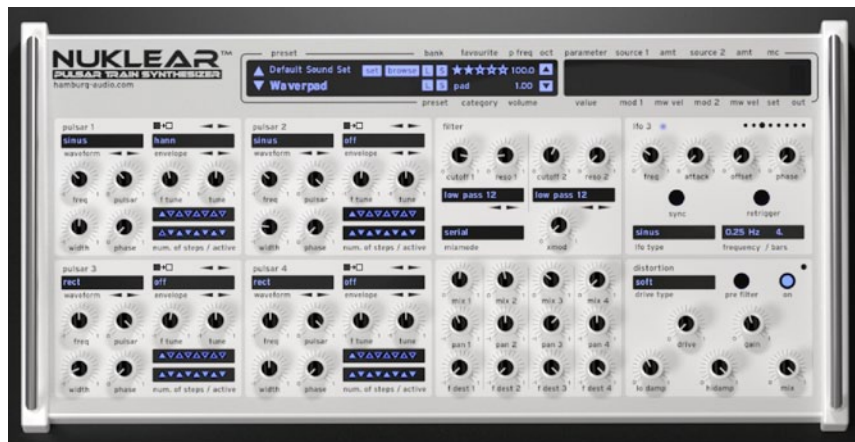 NUKLEAR™
PULSAR TRAIN SYNTHESIZER
hamburg-audio.com
preset bank favourite p freq oct
Default Sound Set set browse L S 100.0
Waverpad L S pad 1.00
preset category volume
parameter source 1 amt source 2 amt mc
value mod 1 mw vel mod 2 mw vel set out
pulsar 1
sinus hann
waveform envelope
freq pulsar f tune tune
width phase num. of steps / active
pulsar 2
sinus off
waveform envelope
freq pulsar f tune tune
width phase num. of steps / active
filter
cutoff 1 reso 1 cutoff 2 reso 2
low pass 12 low pass 12
serial
mixmode xmod
lfo 3
freq attack offset phase
sync retrigger
sinus 0.25 Hz 4.
lfo type frequency / bars
pulsar 3
rect off
waveform envelope
freq pulsar f tune tune
width phase num. of steps / active
pulsar 4
rect off
waveform envelope
freq pulsar f tune tune
width phase num. of steps / active
mix 1 mix 2 mix 3 mix 4
pan 1 pan 2 pan 3 pan 4
f dest 1 f dest 2 f dest 3 f dest 4
distortion
soft
drive type pre filter on
drive gain
lo damp hi damp mix